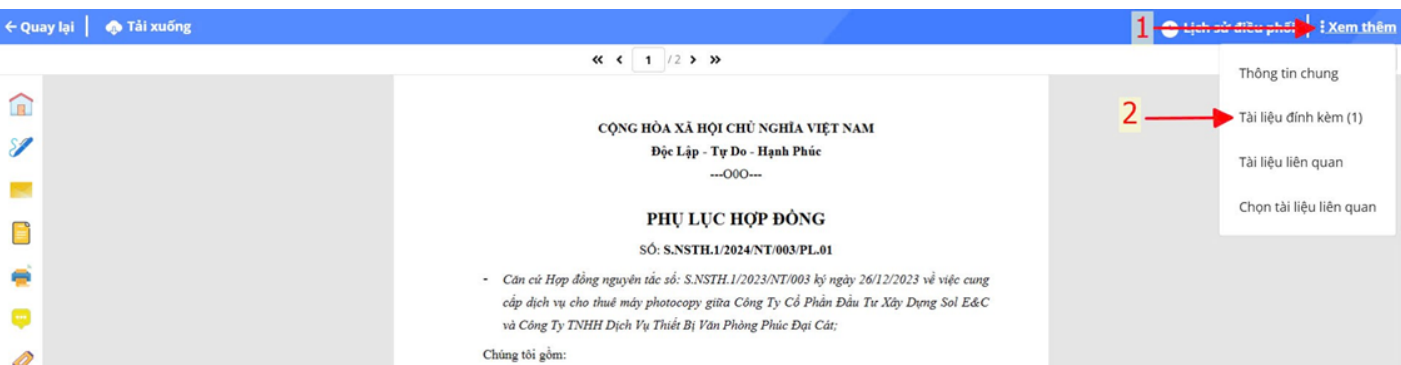 Quay lại
Tải xuống
1
Lịch sử điều phối
Xem thêm
1 / 2
Thông tin chung
2
Tài liệu đính kèm (1)
Tài liệu liên quan
Chọn tài liệu liên quan
CỘNG HÒA XÃ HỘI CHỦ NGHĨA VIỆT NAM
Độc Lập - Tự Do - Hạnh Phúc
---O0O---
PHỤ LỤC HỢP ĐỒNG
SỐ: S.NSTH.1/2024/NT/003/PL.01
- Căn cứ Hợp đồng nguyên tắc số: S.NSTH.1/2023/NT/003 ký ngày 26/12/2023 về việc cung
cấp dịch vụ cho thuê máy photocopy giữa Công Ty Cổ Phần Đầu Tư Xây Dựng Sol E&C
và Công Ty TNHH Dịch Vụ Thiết Bị Văn Phòng Phúc Đại Cát;
Chúng tôi gồm: